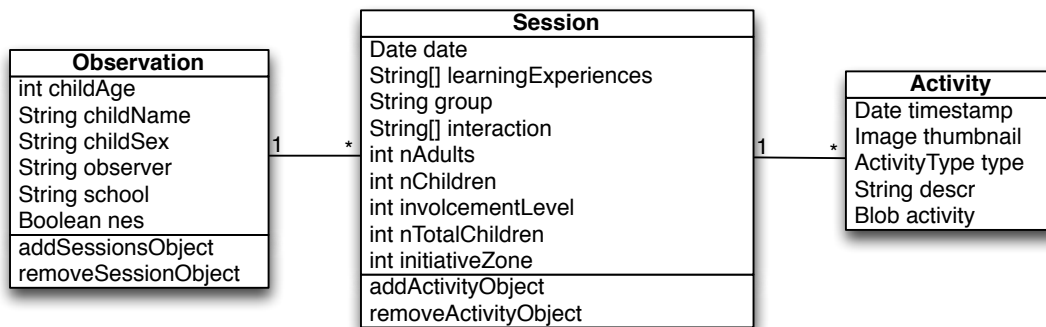 Observation
int childAge
String childName
String childSex
String observer
String school
Boolean nes
addSessionsObject
removeSessionObject
1
*
Session
Date date
String[] learningExperiences
String group
String[] interaction
int nAdults
int nChildren
int involcementLevel
int nTotalChildren
int initiativeZone
addActivityObject
removeActivityObject
1
*
Activity
Date timestamp
Image thumbnail
ActivityType type
String descr
Blob activity